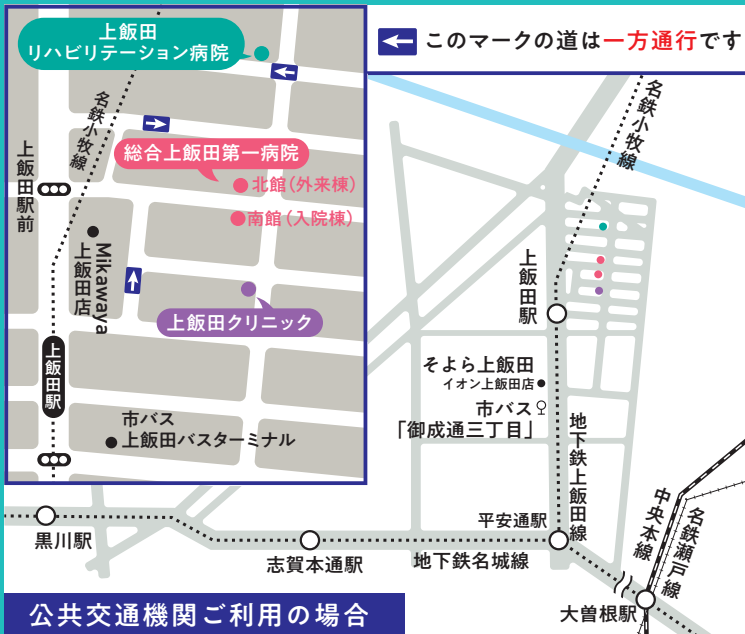 上飯田
リハビリテーション病院
このマークの道は一方通行です
名鉄小牧線
総合上飯田第一病院
北館（外来棟）
南館（入院棟）
上飯田駅前
Mikawaya
上飯田店
上飯田クリニック
上飯田駅
市バス
上飯田バスターミナル
名鉄小牧線
上飯田駅
そよら上飯田
イオン上飯田店
市バス
「御成通三丁目」
地下鉄上飯田線
中央本線
名鉄瀬戸線
黒川駅
志賀本通駅
地下鉄名城線
平安通駅
大曽根駅
公共交通機関ご利用の場合